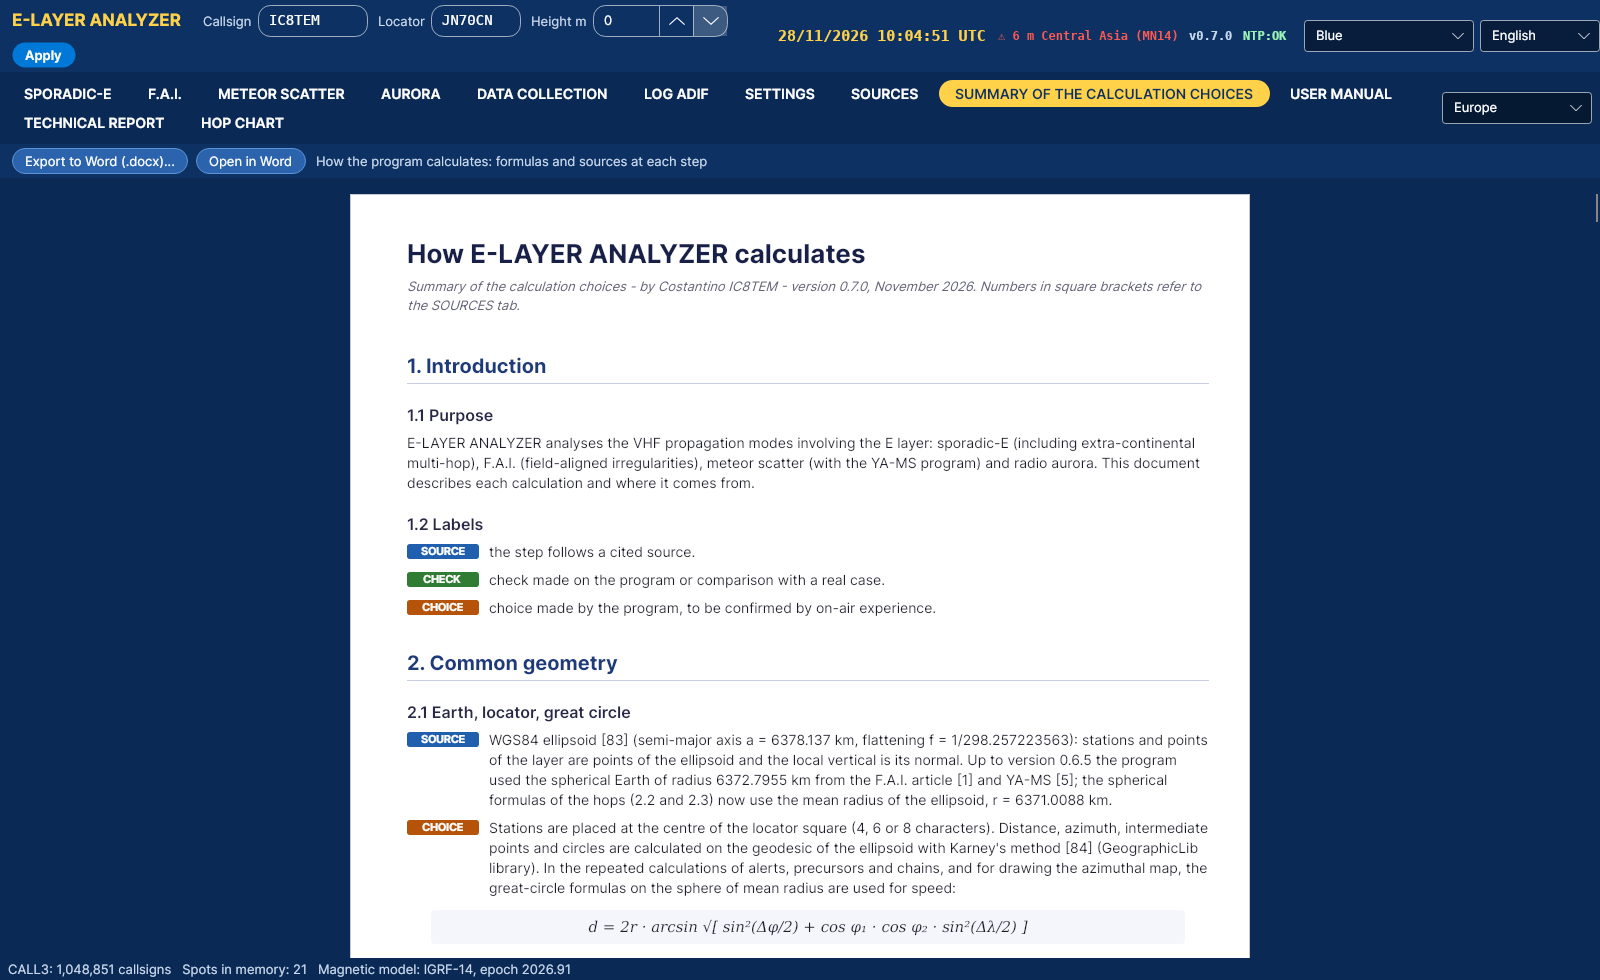 E-LAYER ANALYZER Callsign IC8TEM Locator JN70CN Height m 0
28/11/2026 10:04:51 UTC ⚠ 6 m Central Asia (MN14) v0.7.0 NTP:OK Blue English
Apply
SPORADIC-E F.A.I. METEOR SCATTER AURORA DATA COLLECTION LOG ADIF SETTINGS SOURCES SUMMARY OF THE CALCULATION CHOICES USER MANUAL
TECHNICAL REPORT HOP CHART
Europe
Export to Word (.docx)... Open in Word How the program calculates: formulas and sources at each step
How E-LAYER ANALYZER calculates
Summary of the calculation choices - by Costantino IC8TEM - version 0.7.0, November 2026. Numbers in square brackets refer to
the SOURCES tab.
1. Introduction
1.1 Purpose
E-LAYER ANALYZER analyses the VHF propagation modes involving the E layer: sporadic-E (including extra-continental
multi-hop), F.A.I. (field-aligned irregularities), meteor scatter (with the YA-MS program) and radio aurora. This document
describes each calculation and where it comes from.
1.2 Labels
SOURCE the step follows a cited source.
CHECK check made on the program or comparison with a real case.
CHOICE choice made by the program, to be confirmed by on-air experience.
2. Common geometry
2.1 Earth, locator, great circle
SOURCE WGS84 ellipsoid [83] (semi-major axis a = 6378.137 km, flattening f = 1/298.257223563): stations and points
of the layer are points of the ellipsoid and the local vertical is its normal. Up to version 0.6.5 the program
used the spherical Earth of radius 6372.7955 km from the F.A.I. article [1] and YA-MS [5]; the spherical
formulas of the hops (2.2 and 2.3) now use the mean radius of the ellipsoid, r = 6371.0088 km.
CHOICE Stations are placed at the centre of the locator square (4, 6 or 8 characters). Distance, azimuth, intermediate
points and circles are calculated on the geodesic of the ellipsoid with Karney's method [84] (GeographicLib
library). In the repeated calculations of alerts, precursors and chains, and for drawing the azimuthal map, the
great-circle formulas on the sphere of mean radius are used for speed:
d = 2r · arcsin √[ sin²(Δφ/2) + cos φ₁ · cos φ₂ · sin²(Δλ/2) ]
CALL3: 1,048,851 callsigns Spots in memory: 21 Magnetic model: IGRF-14, epoch 2026.91